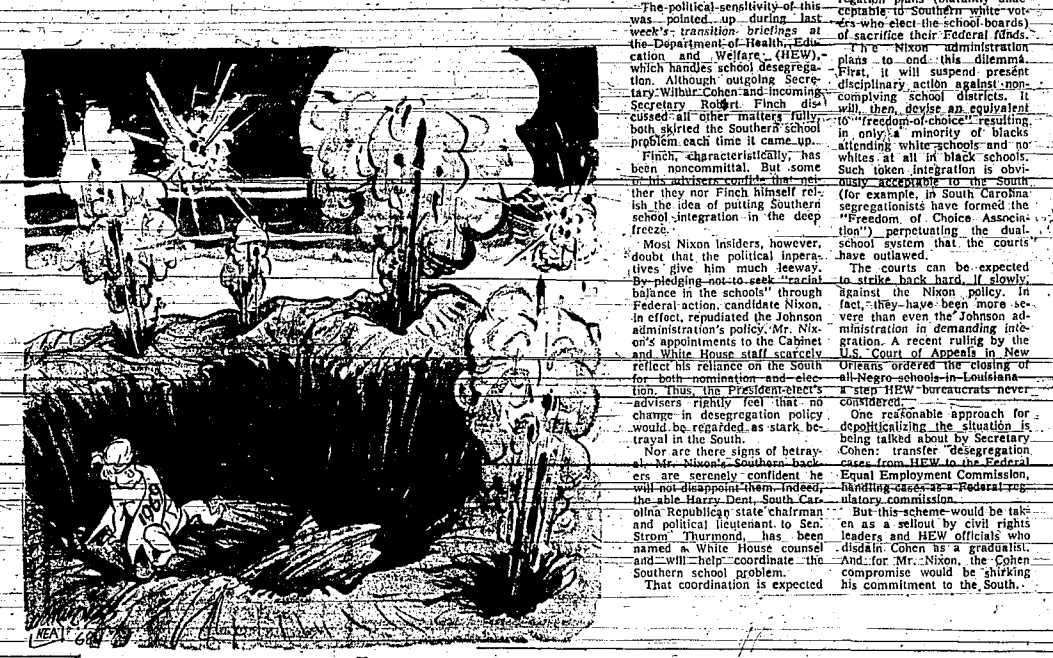 The political sensitivity of this
was pointed up during last
week's transition briefings at
the Department of Health, Edu-
cation and Welfare (HEW),
which handles school desegrega-
tion. Although outgoing Secre-
tary Wilbur Cohen and incoming
Secretary Robert Finch dis-
cussed all other matters fully,
both skirted the Southern school
problem each time it came up.
Finch, characteristically, has
been noncommittal. But some
of his advisers confide that nei-
ther they nor Finch himself rel-
ish the idea of putting Southern
school integration in the deep
freeze.
Most Nixon insiders, however,
doubt that the political inpera-
tives give him much leeway.
By pledging not to seek "racial
balance in the schools" through
Federal action, candidate Nixon,
in effect, repudiated the Johnson
administration's policy. Mr. Nix-
on's appointments to the Cabinet
and White House staff scarcely
reflect his reliance on the South
for both nomination and elec-
tion. Thus, the President-elect's
advisers rightly feel that no
change in desegregation policy
would be regarded as stark be-
trayal in the South.
Nor are there signs of betray-
al. Mr. Nixon's Southern back-
ers are serenely confident he
will not disappoint them. Indeed,
the able Harry Dent, South Car-
olina Republican state chairman
and political lieutenant to Sen.
Strom Thurmond, has been
named a White House counsel
and will help coordinate the
Southern school problem.
That coordination is expected
ceptable to Southern white vot-
ers who elect the school boards)
of sacrifice their Federal funds.
The Nixon administration
plans to end this dilemma.
First, it will suspend present
disciplinary action against non-
complying school districts. It
will, then, devise an equivalent
to "freedom-of-choice" resulting
in only a minority of blacks
attending white schools and no
whites at all in black schools.
Such token integration is obvi-
ously acceptable to the South
(for example, in South Carolina
segregationists have formed the
"Freedom of Choice Associa-
tion") perpetuating the dual-
school system that the courts
have outlawed.
The courts can be expected
to strike back hard, if slowly,
against the Nixon policy. In
fact, they have been more se-
vere than even the Johnson ad-
ministration in demanding inte-
gration. A recent ruling by the
U.S. Court of Appeals in New
Orleans ordered the closing of
all-Negro schools in Louisiana
a step HEW bureaucrats never
considered.
One reasonable approach for
depoliticalizing the situation is
being talked about by Secretary
Cohen: transfer desegregation
cases from HEW to the Federal
Equal Employment Commission,
handling cases as a Federal reg-
ulatory commission.
But this scheme would be tak-
en as a sellout by civil rights
leaders and HEW officials who
disdain Cohen as a gradualist.
And for Mr. Nixon, the Cohen
compromise would be shirking
his commitment to the South.
1969
NEA